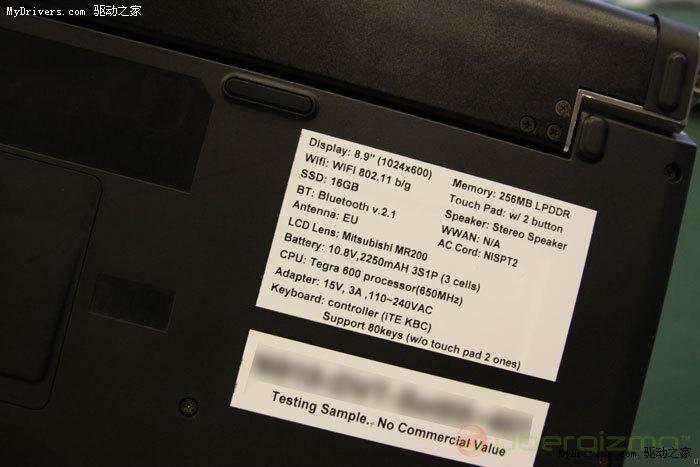 MyDrivers.com 驱动之家
Display: 8.9" (1024x600)
Wifi: WiFi 802.11 b/g
SSD: 16GB
BT: Bluetooth v.2.1
Antenna: EU
LCD Lens: Mitsubishi MR200
Battery: 10.8V,2250mAH 3S1P (3 cells)
CPU: Tegra 600 processor(650MHz)
Adapter: 15V, 3A ,110~240VAC
Keyboard: controller (iTE KBC)
Support 80keys (w/o touch pad 2 ones)
Memory: 256MB LPDDR
Touch Pad: w/ 2 button
Speaker: Stereo Speaker
WWAN: N/A
AC Cord: NISPT2
Testing Sample.. No Commercial Value
ubergizmo
MyDrivers.com 驱动之家